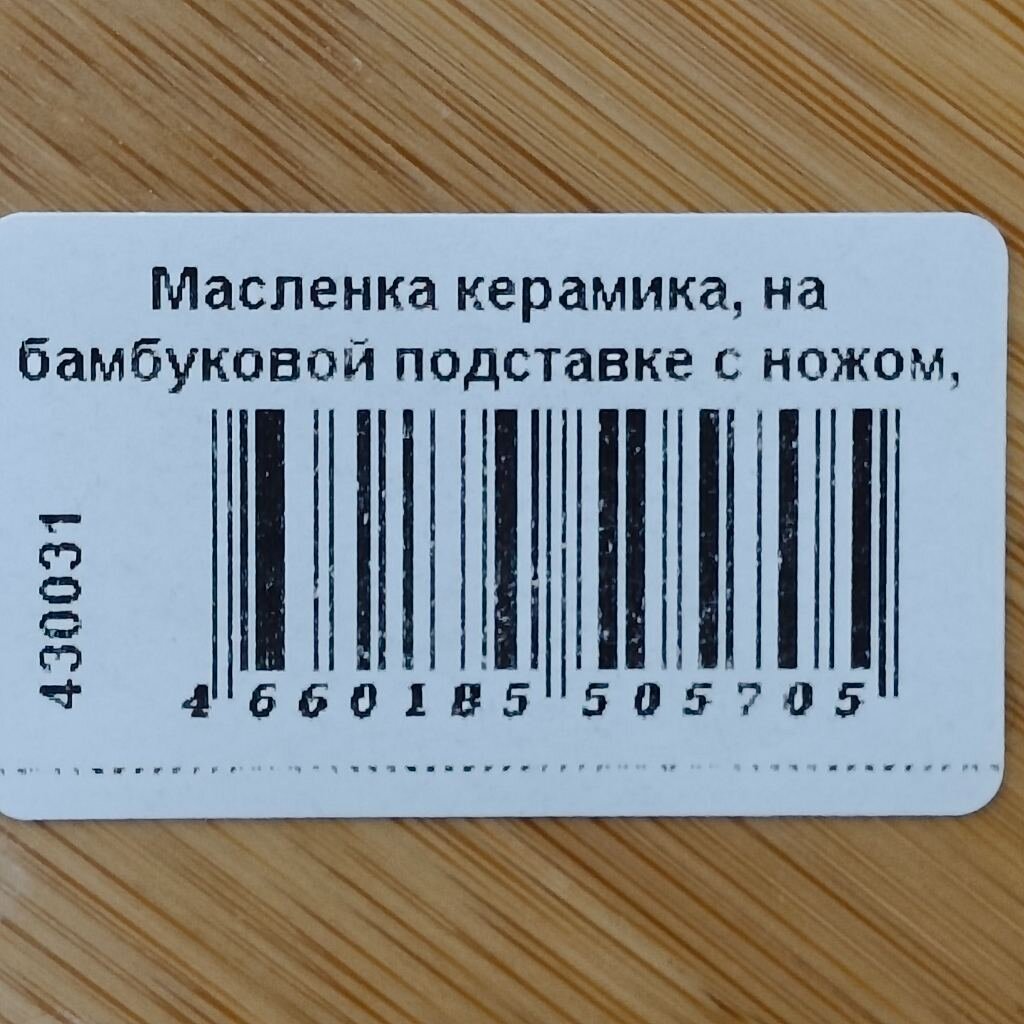 Масленка керамика, на
бамбуковой подставке с ножом,
430031
4 660185 505705